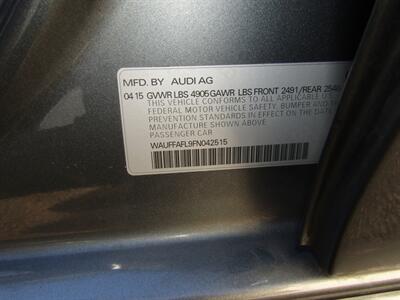 MFD. BY AUDI AG
04 15 GVWR LBS 4905 GAWR LBS FRONT 2491/REAR
THIS VEHICLE CONFORMS TO ALL APPLICABLE
FEDERAL MOTOR VEHICLE SAFETY, BUMPER AND
PREVENTION STANDARDS IN EFFECT ON THE DATE
MANUFACTURE SHOWN ABOVE
PASSENGER CAR
WAUFFAFL9FN042515